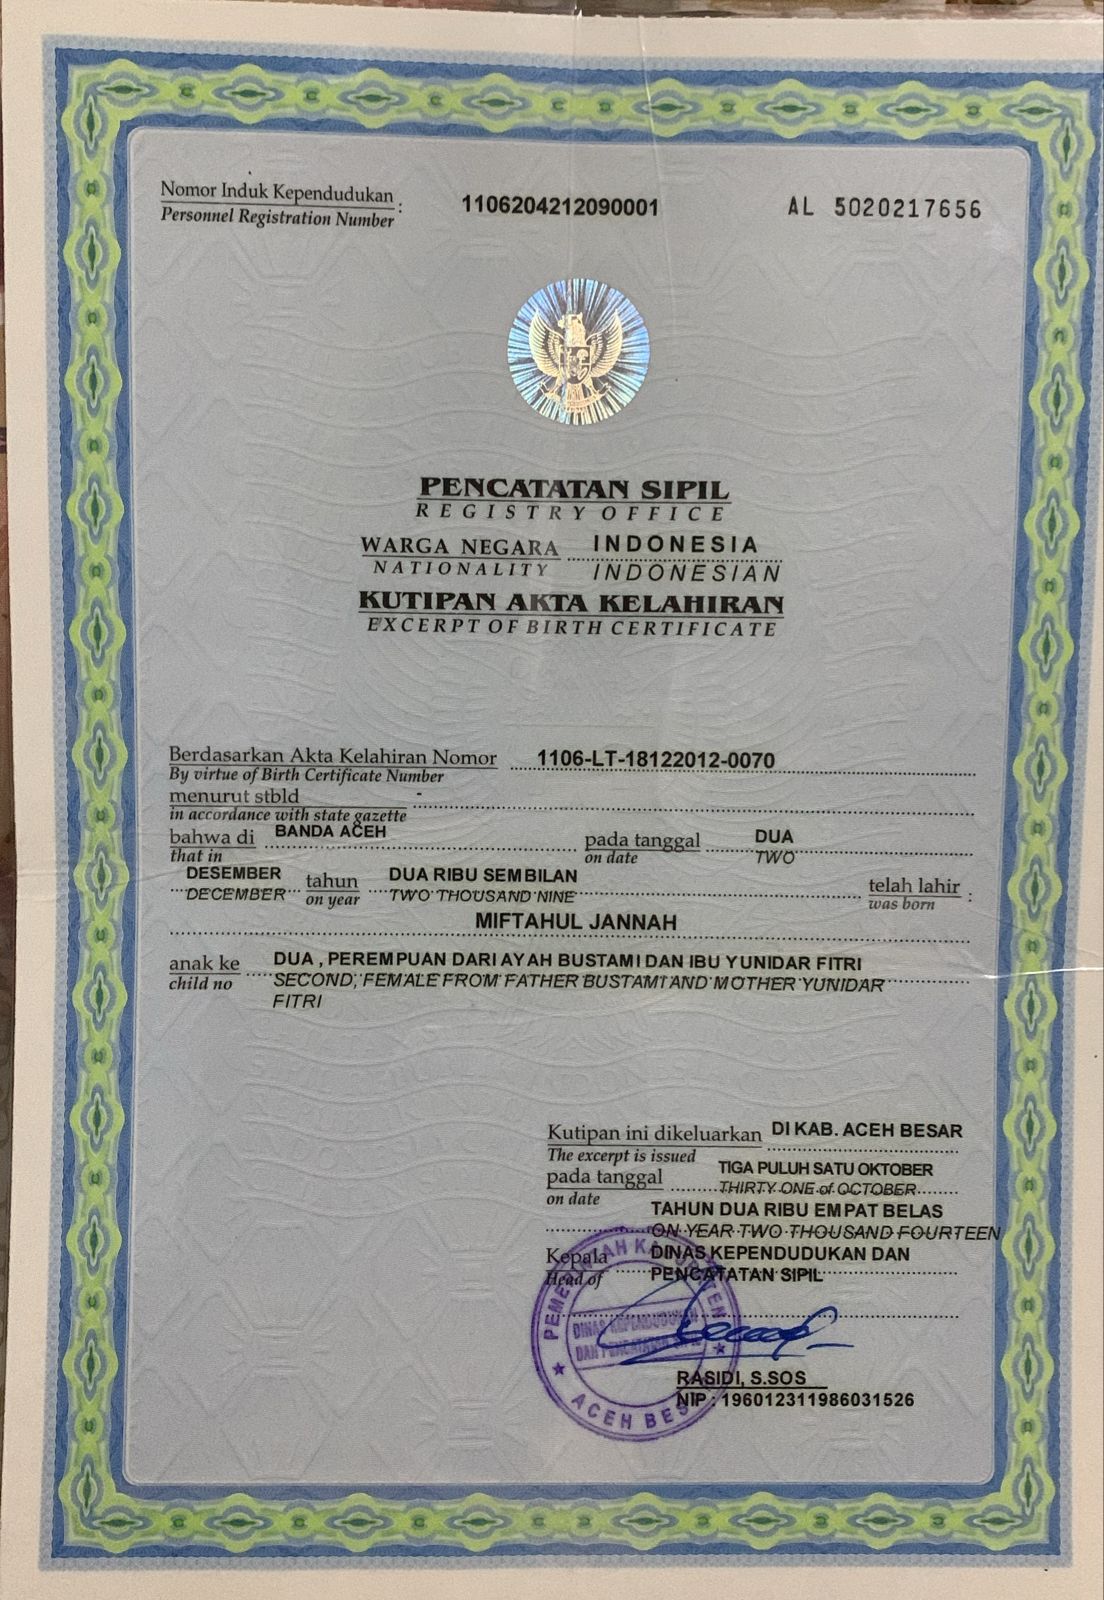 Nomor Induk Kependudukan : 1106204212090001 AL 5020217656
Personnel Registration Number
PENCATATAN SIPIL
REGISTRY OFFICE
WARGA NEGARA INDONESIA
NATIONALITY INDONESIAN
KUTIPAN AKTA KELAHIRAN
EXCERPT OF BIRTH CERTIFICATE
Berdasarkan Akta Kelahiran Nomor 1106-LT-18122012-0070
By virtue of Birth Certificate Number
menurut stbld -
in accordance with state gazette
bahwa di BANDA ACEH pada tanggal DUA
that in on date TWO
DESEMBER tahun DUA RIBU SEMBILAN telah lahir :
DECEMBER on year TWO THOUSAND NINE was born
MIFTAHUL JANNAH
anak ke DUA , PEREMPUAN DARI AYAH BUSTAMI DAN IBU YUNIDAR FITRI
child no SECOND, FEMALE FROM FATHER BUSTAMI AND MOTHER YUNIDAR
FITRI
Kutipan ini dikeluarkan DI KAB. ACEH BESAR
The excerpt is issued
pada tanggal TIGA PULUH SATU OKTOBER
on date THIRTY ONE of OCTOBER
TAHUN DUA RIBU EMPAT BELAS
ON YEAR TWO THOUSAND FOURTEEN
Kepala DINAS KEPENDUDUKAN DAN
Head of PENCATATAN SIPIL
PEMERINTAH KABUPATEN
DINAS KEPENDUDUKAN
DAN PENCATATAN SIPIL
ACEH BESAR
RASIDI, S.SOS
NIP : 196012311986031526